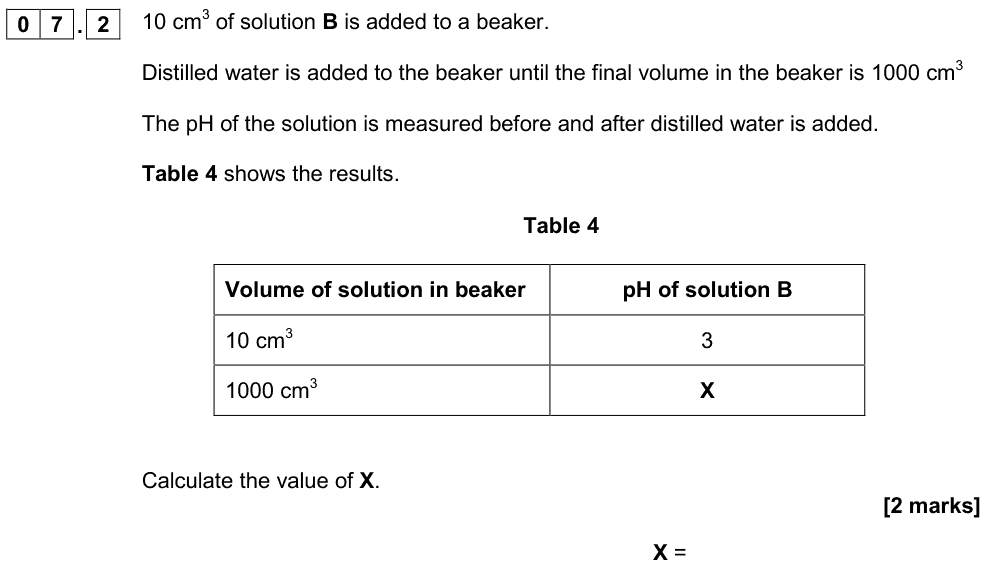 0 7 . 2 10 cm³ of solution B is added to a beaker.
Distilled water is added to the beaker until the final volume in the beaker is 1000 cm³
The pH of the solution is measured before and after distilled water is added.
Table 4 shows the results.
Table 4
Volume of solution in beaker pH of solution B
10 cm³ 3
1000 cm³ X
Calculate the value of X.
[2 marks]
X =